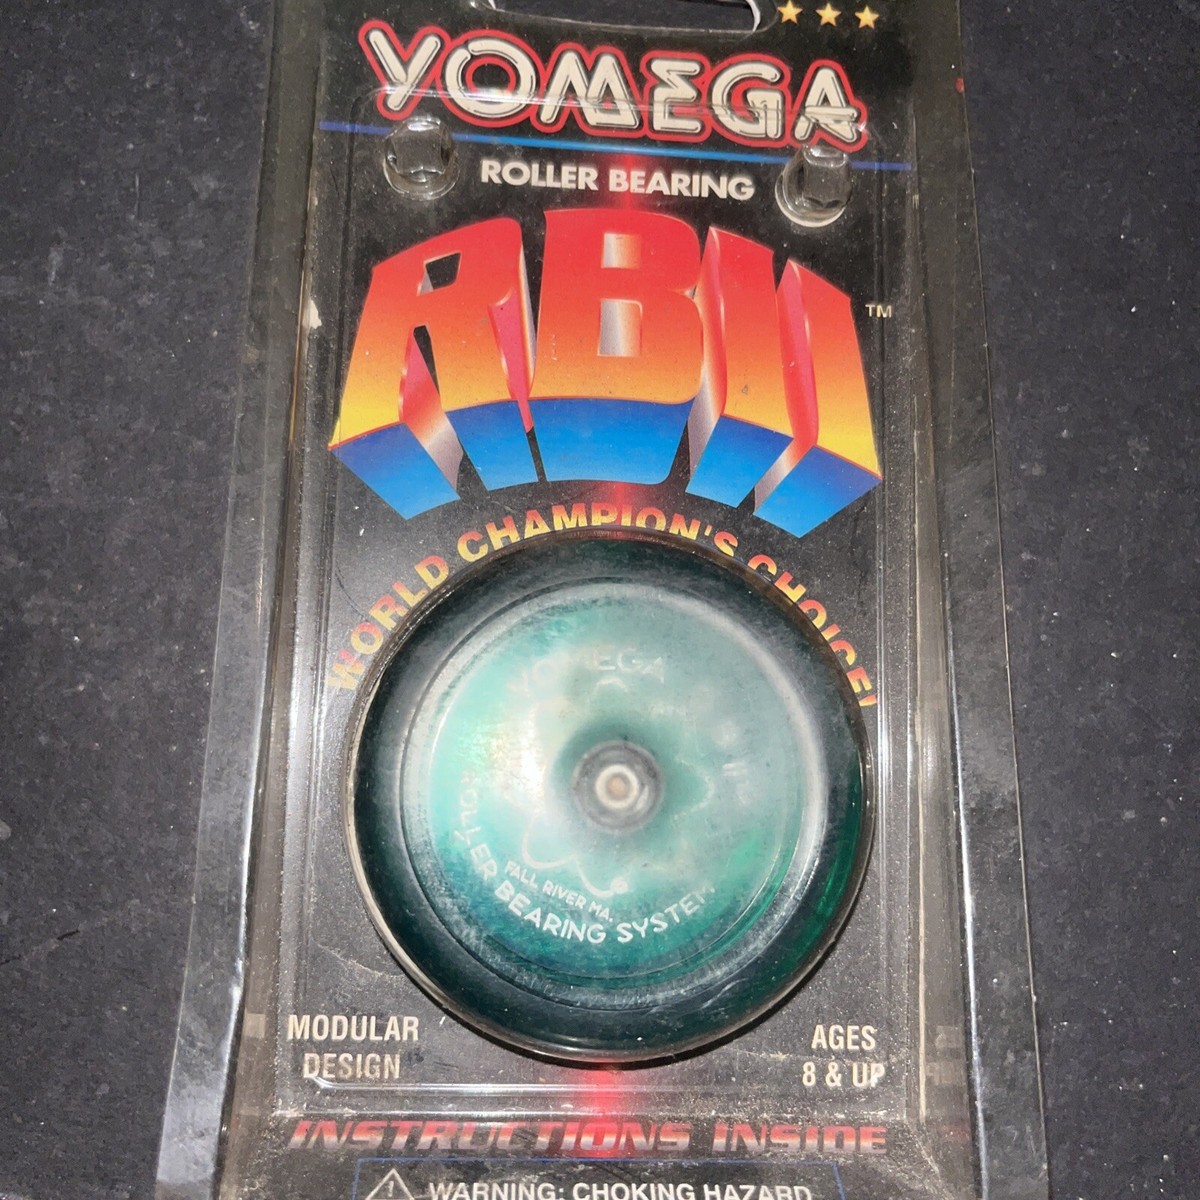 YOMEGA
ROLLER BEARING
RBII™
WORLD CHAMPION'S CHOICE!
YOMEGA
FALL RIVER MA.
ROLLER BEARING SYSTEM
MODULAR
DESIGN
AGES
8 & UP
INSTRUCTIONS INSIDE
WARNING: CHOKING HAZARD